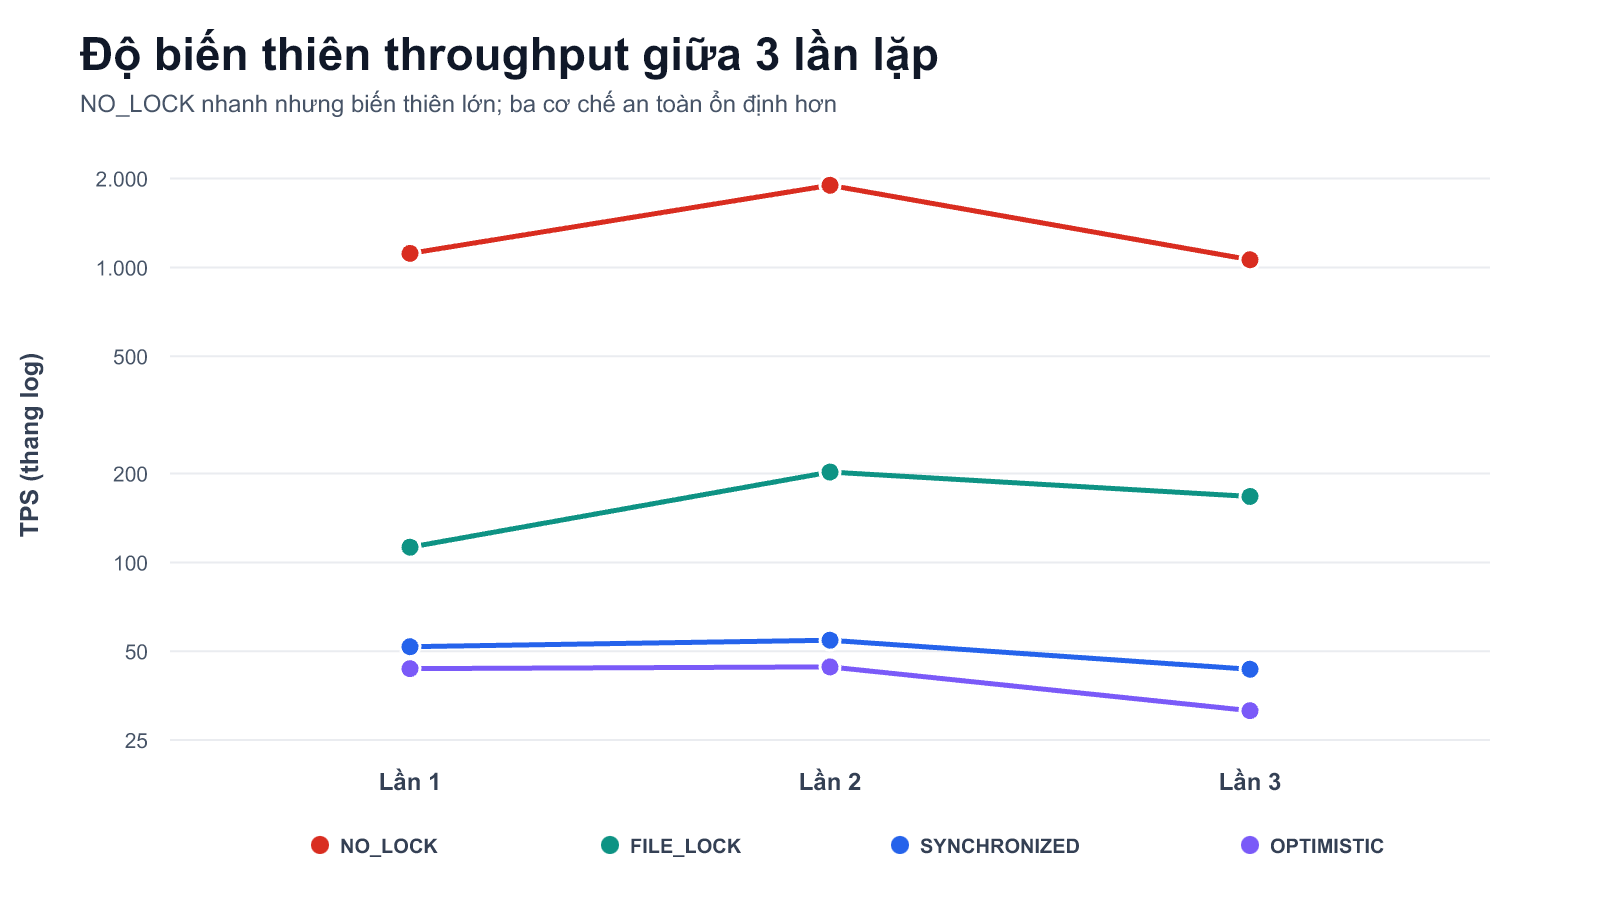 Độ biến thiên throughput giữa 3 lần lặp
NO_LOCK nhanh nhưng biến thiên lớn; ba cơ chế an toàn ổn định hơn
TPS (thang log)
2.000
1.000
500
200
100
50
25
Lần 1 Lần 2 Lần 3
NO_LOCK FILE_LOCK SYNCHRONIZED OPTIMISTIC